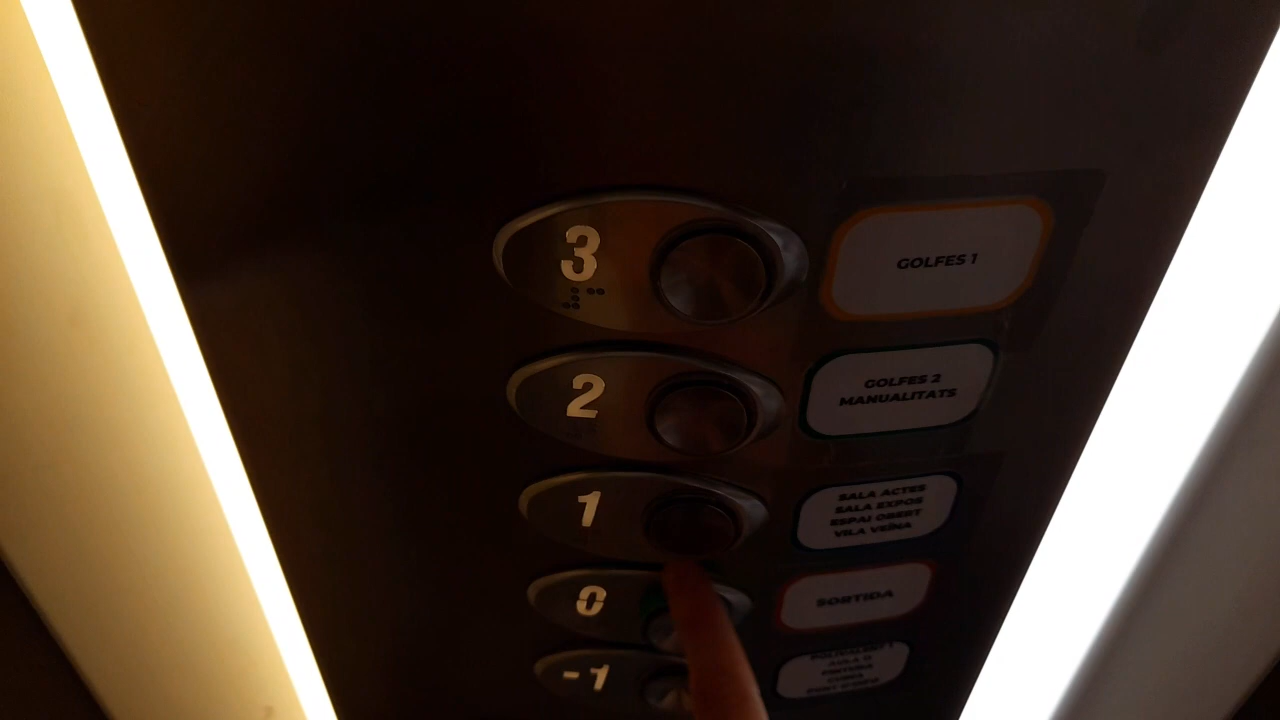 3
GOLFES 1
2
GOLFES 2
MANUALITATS
1
SALA ACTES
SALA EXPOS
ESPAI OBERT
VILA VEÏNA
0
SORTIDA
-1